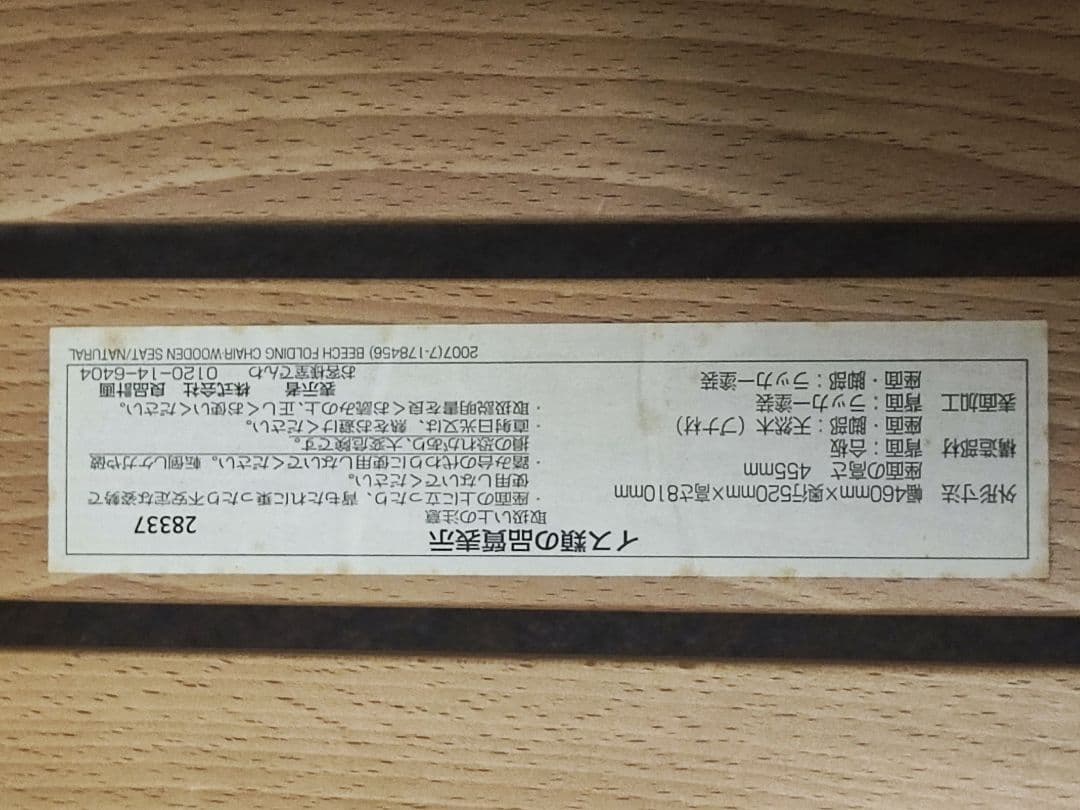 イス類の品質表示
28337
外形寸法 幅460mm×奥行520mm×高さ810mm
座面の高さ 455mm
構造部材 背面：合板
座面・脚部：天然木（ブナ材）
表面加工 背面：ラッカー塗装
座面・脚部：ラッカー塗装
取扱い上の注意
・座面の上に立ったり、背もたれに乗ったり不安定な姿勢で
使用しないでください。
・踏み台の代わりに使用しないでください。転倒しケガや破
損の恐れがあり、大変危険です。
・直射日光又は、熱をお避けください。
・取扱説明書を良くお読みの上、正しくお使いください。
表示者 株式会社 良品計画
お客様室でんわ 0120-14-6404
2007(7-178456) BEECH FOLDING CHAIR-WOODEN SEAT/NATURAL